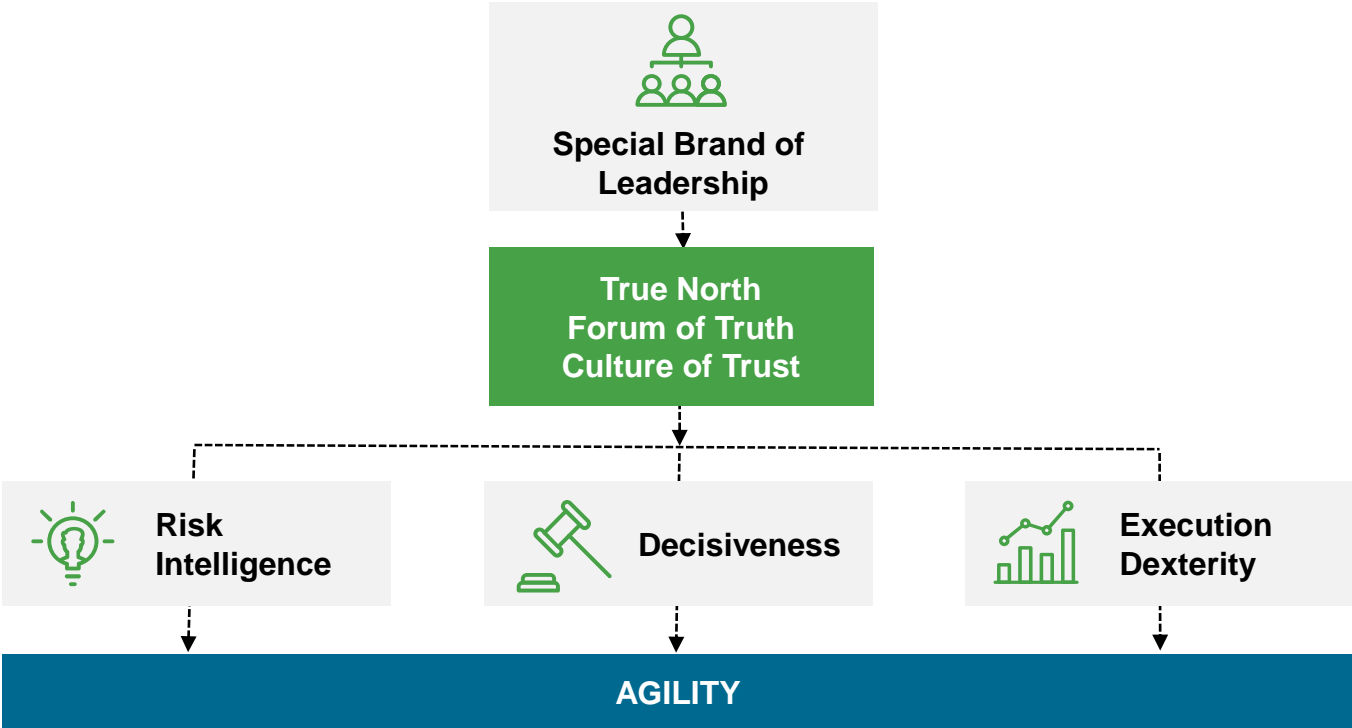 Special Brand of
Leadership
True North
Forum of Truth
Culture of Trust
Risk
Intelligence
Decisiveness
Execution
Dexterity
AGILITY